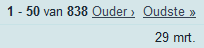 1 - 50 van 838 Ouder › Oudste »
29 mrt.